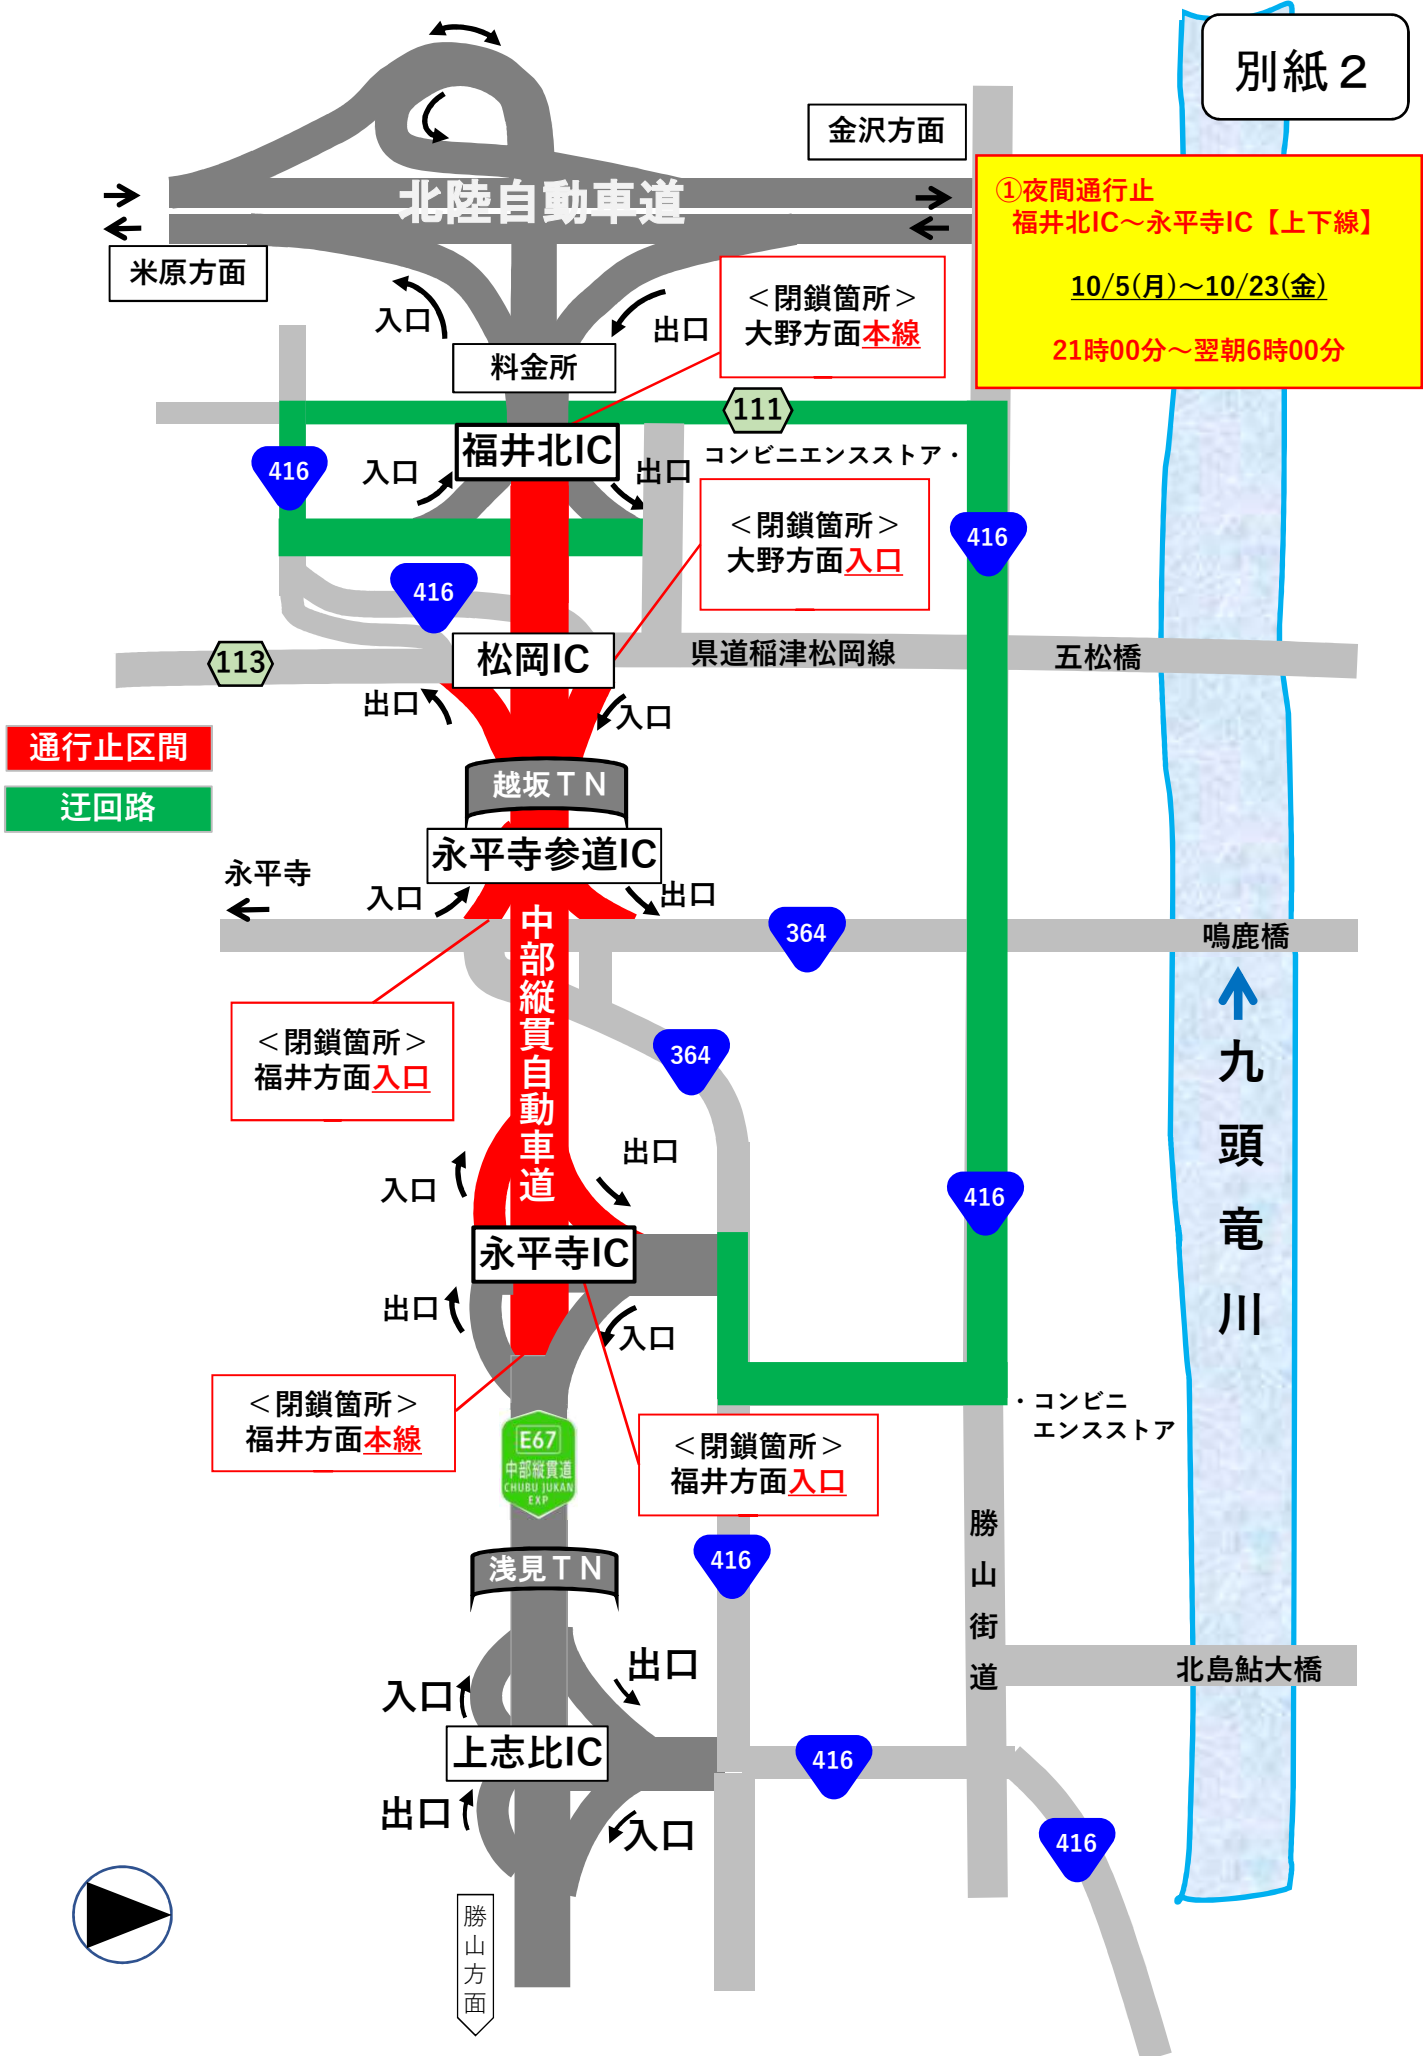 別紙２
金沢方面
①夜間通行止
福井北IC～永平寺IC【上下線】
10/5(月)～10/23(金)
21時00分～翌朝6時00分
北陸自動車道
米原方面
入口
出口
＜閉鎖箇所＞
大野方面本線
料金所
111
福井北IC
コンビニエンスストア・
416
入口
出口
＜閉鎖箇所＞
大野方面入口
416
416
松岡IC
県道稲津松岡線
五松橋
113
出口
入口
通行止区間
越坂ＴＮ
迂回路
永平寺参道IC
永平寺
入口
出口
364
鳴鹿橋
中部縦貫自動車道
＜閉鎖箇所＞
福井方面入口
364
九頭竜川
出口
入口
416
永平寺IC
出口
入口
＜閉鎖箇所＞
福井方面本線
・コンビニ
エンスストア
＜閉鎖箇所＞
福井方面入口
E67
中部縦貫道
CHUBU JUKAN
EXP
勝山街道
416
浅見ＴＮ
出口
入口
北島鮎大橋
上志比IC
416
出口
入口
416
勝山方面